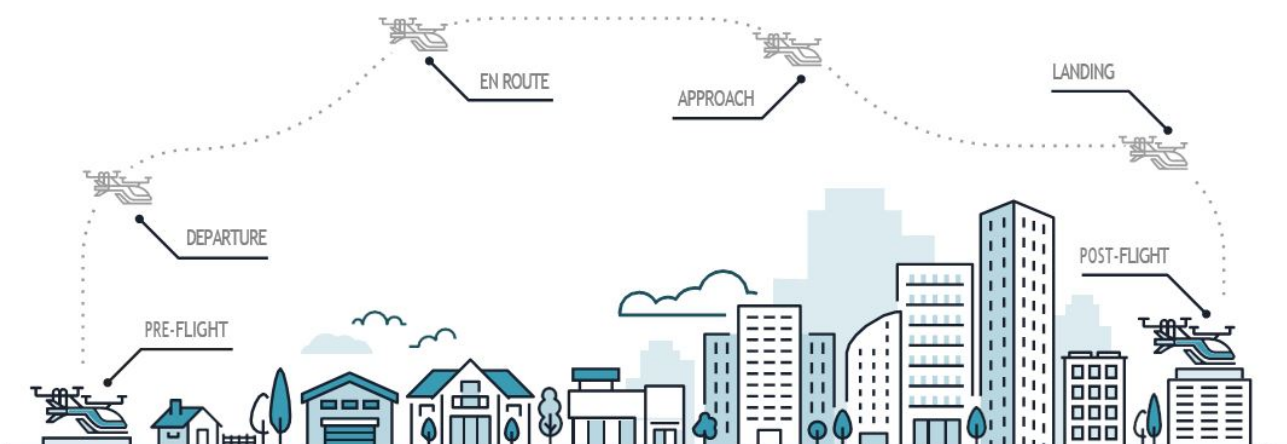 PRE-FLIGHT
DEPARTURE
EN ROUTE
APPROACH
LANDING
POST-FLIGHT